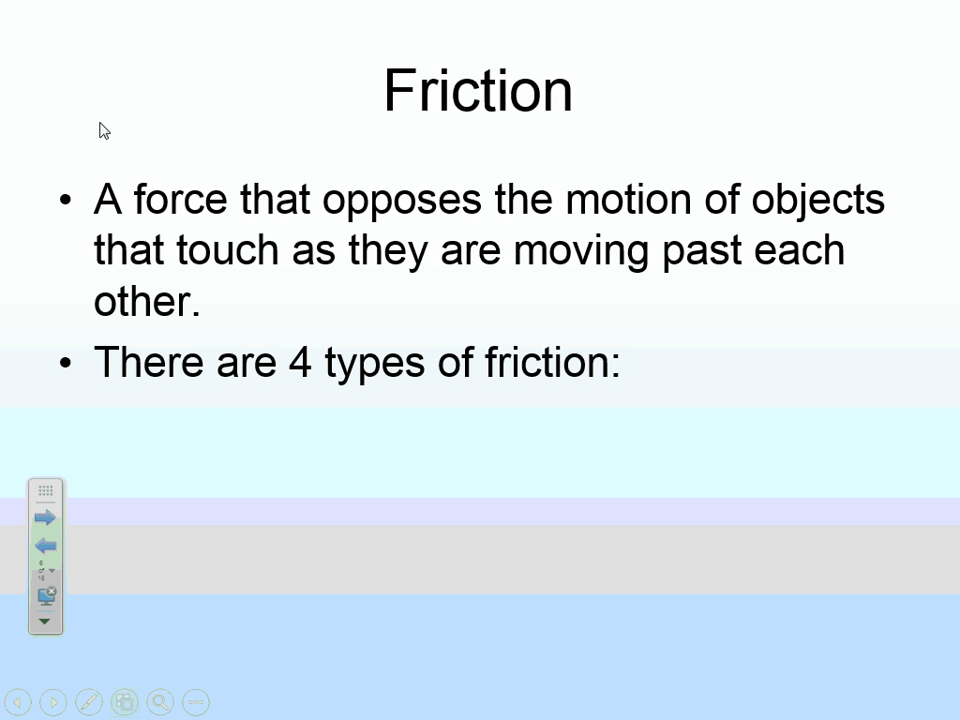 Friction
• A force that opposes the motion of objects
that touch as they are moving past each
other.
• There are 4 types of friction:
of